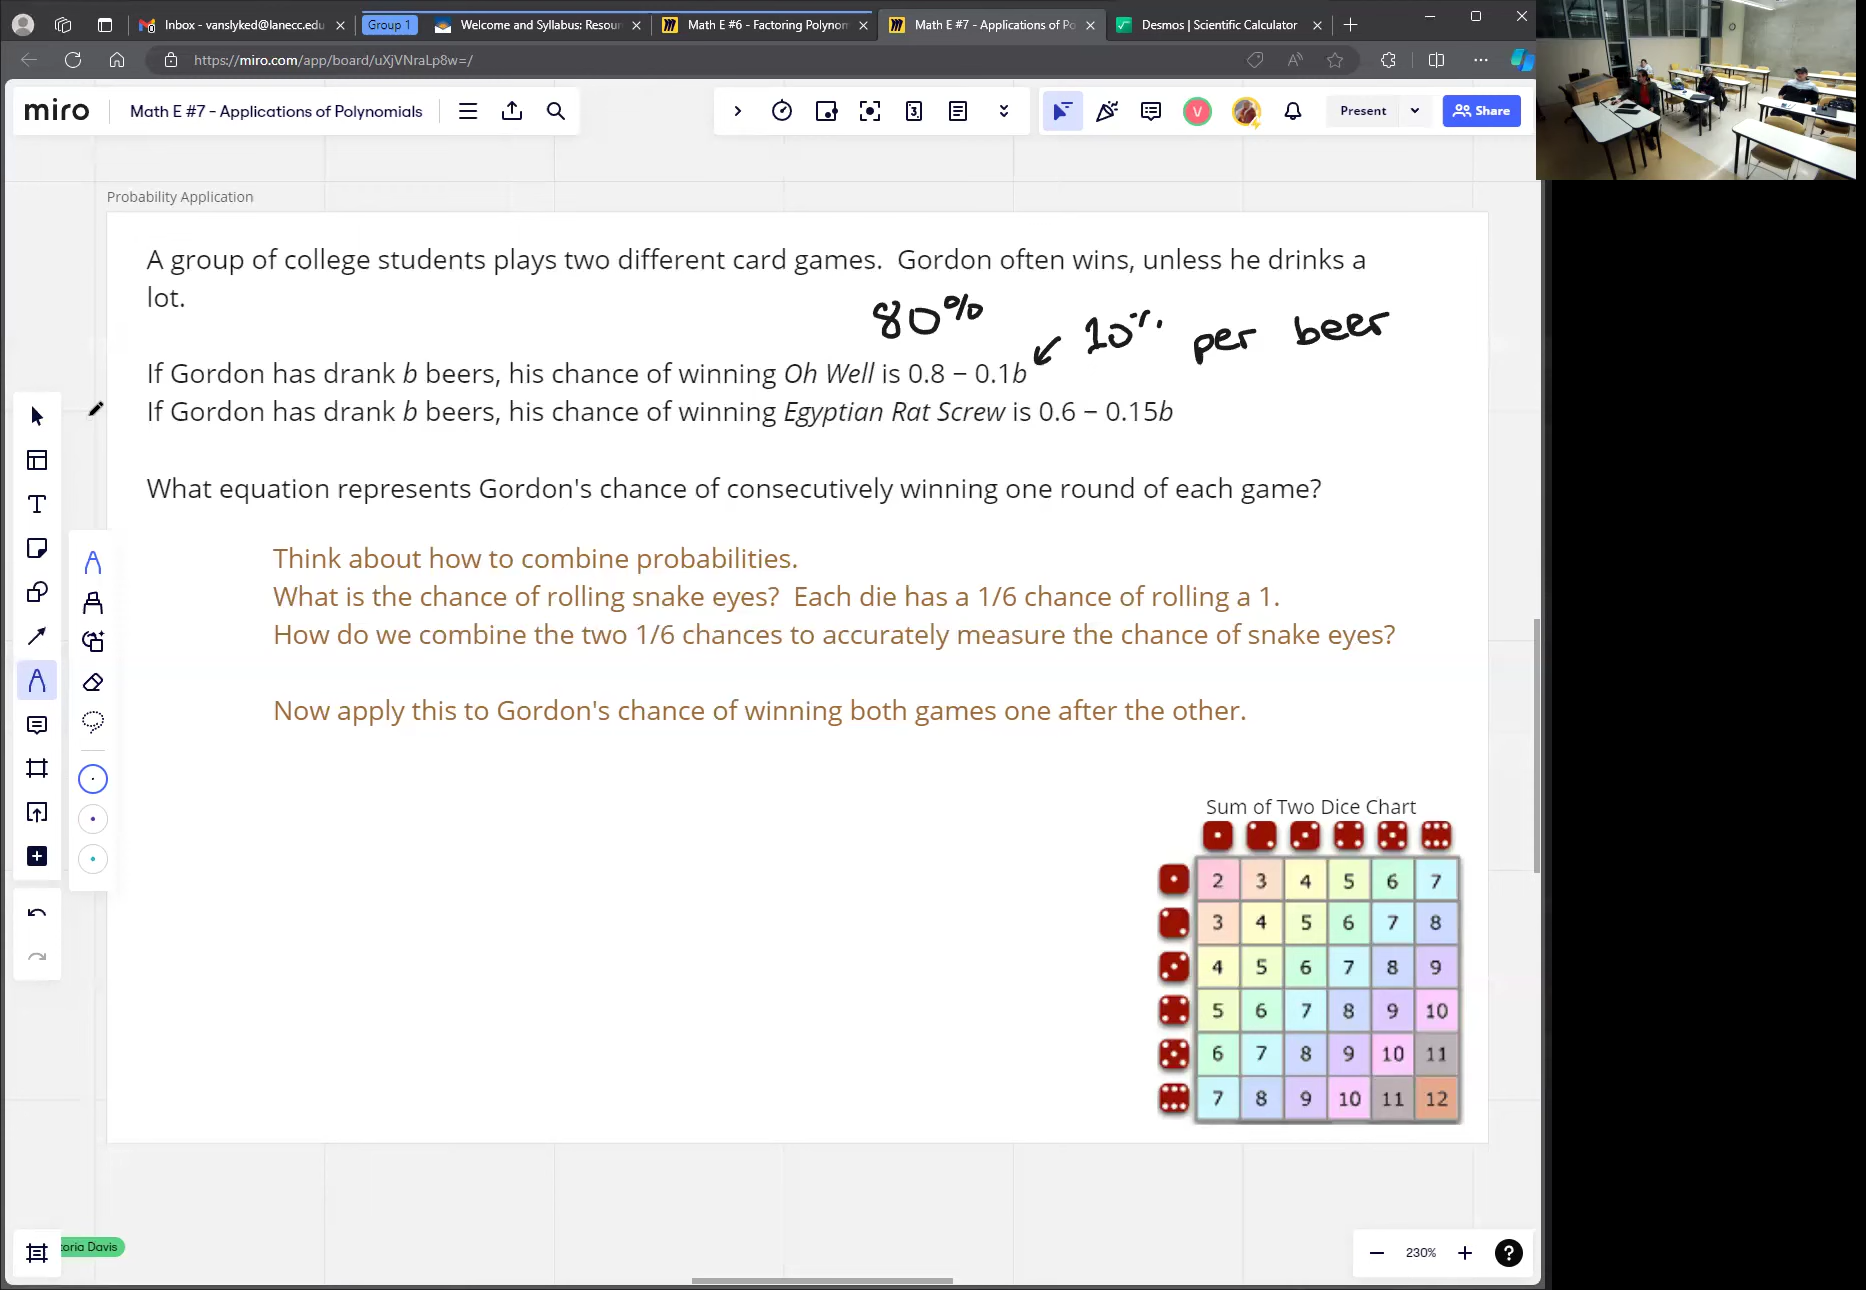 Inbox - vanslyked@lanecc.edu
Group 1
Welcome and Syllabus: Resour
Math E #6 - Factoring Polynom
Math E #7 - Applications of Po
Desmos | Scientific Calculator
https://miro.com/app/board/uXjVNraLp8w=/
miro
Math E #7 - Applications of Polynomials
V
Present
Share
Probability Application
A group of college students plays two different card games. Gordon often wins, unless he drinks a
lot.
80%
10% per beer
If Gordon has drank b beers, his chance of winning Oh Well is 0.8 − 0.1b
If Gordon has drank b beers, his chance of winning Egyptian Rat Screw is 0.6 − 0.15b
What equation represents Gordon's chance of consecutively winning one round of each game?
Think about how to combine probabilities.
What is the chance of rolling snake eyes? Each die has a 1/6 chance of rolling a 1.
How do we combine the two 1/6 chances to accurately measure the chance of snake eyes?
Now apply this to Gordon's chance of winning both games one after the other.
Sum of Two Dice Chart
2 3 4 5 6 7
3 4 5 6 7 8
4 5 6 7 8 9
5 6 7 8 9 10
6 7 8 9 10 11
7 8 9 10 11 12
toria Davis
230%